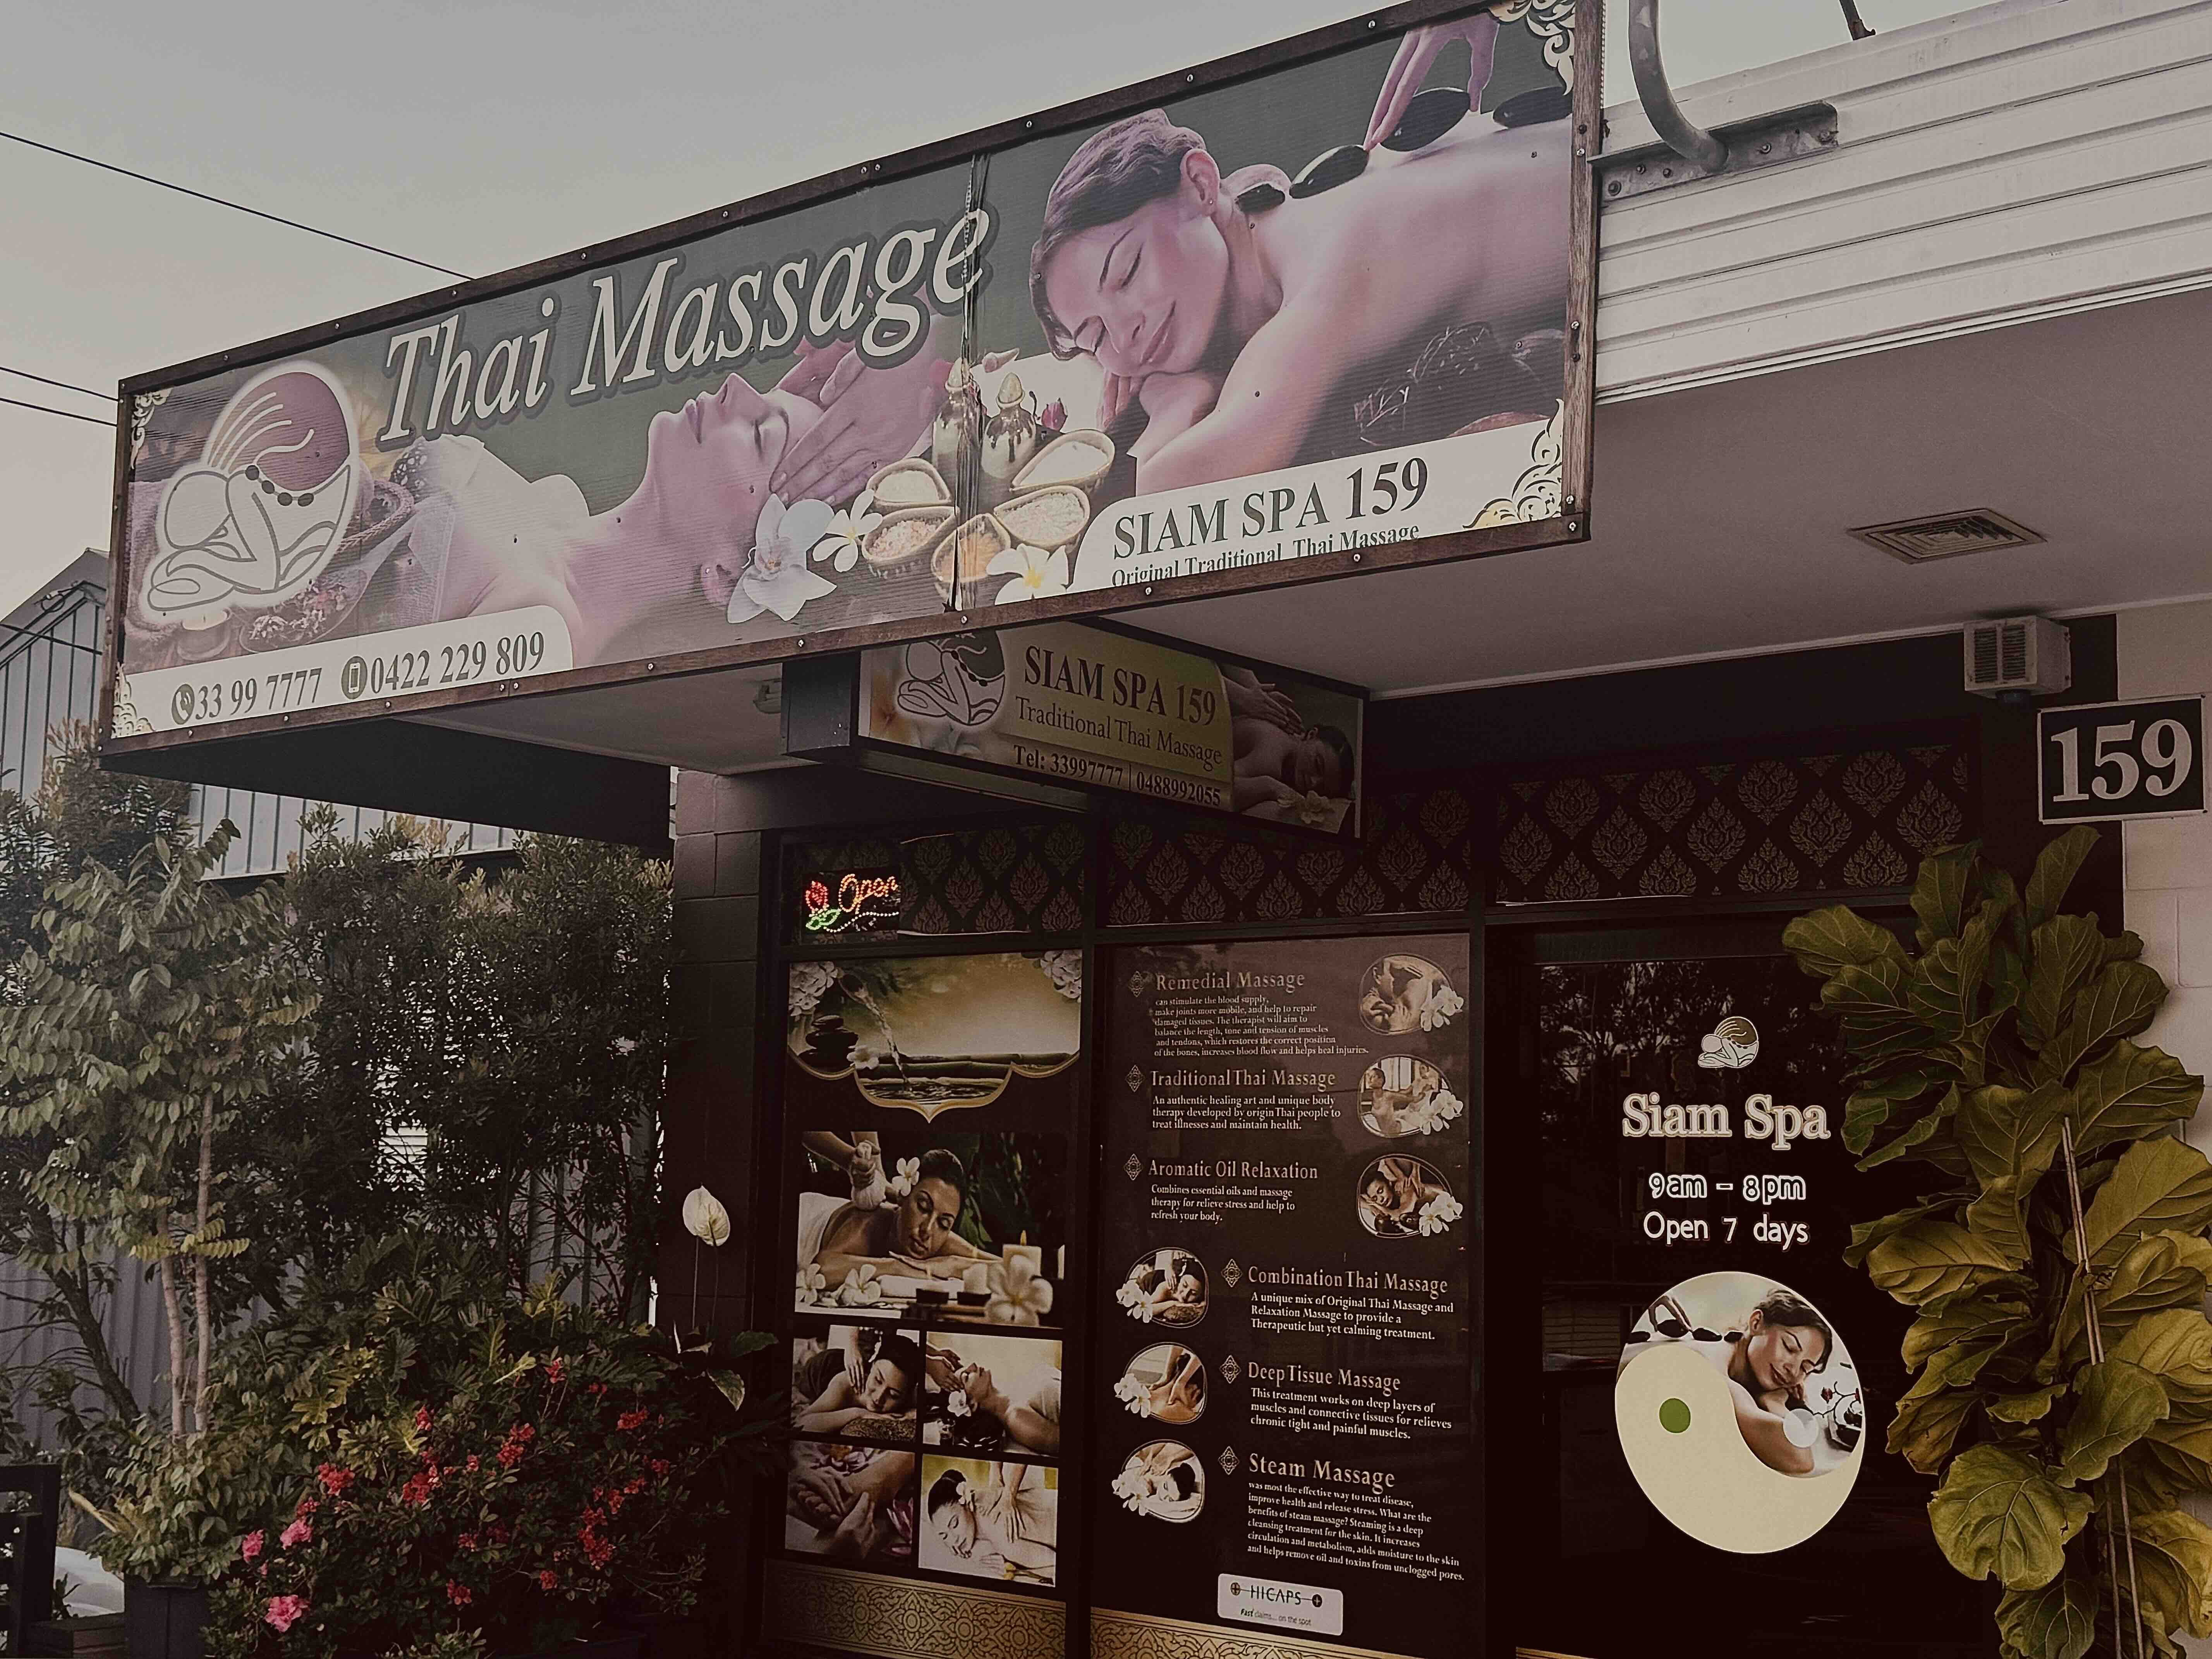 Thai Massage
SIAM SPA 159
Original Traditional Thai Massage
33 99 7777 0422 229 809
SIAM SPA 159
Traditional Thai Massage
Tel: 33997777 | 0488992055
159
Open
Remedial Massage
can stimulate the blood supply,
make joints more mobile, and help to repair
damaged tissues. The therapist will aim to
balance the length, tone and tension of muscles
and tendons, which restores the correct position
of the bones, increases blood flow and helps heal injuries.
Traditional Thai Massage
An authentic healing art and unique body
therapy developed by origin Thai people to
treat illnesses and maintain health.
Aromatic Oil Relaxation
Combines essential oils and massage
therapy for relieve stress and help to
refresh your body.
Combination Thai Massage
A unique mix of Original Thai Massage and
Relaxation Massage to provide a
Therapeutic but yet calming treatment.
Deep Tissue Massage
This treatment works on deep layers of
muscles and connective tissues for relieves
chronic tight and painful muscles.
Steam Massage
was most the effective way to treat disease,
improve health and release stress. What are the
benefits of steam massage? Steaming is a deep
cleansing treatment for the skin. It increases
circulation and metabolism, adds moisture to the skin
and helps remove oil and toxins from unclogged pores.
HICAPS
Fast claims... on the spot
Siam Spa
9am - 8pm
Open 7 days